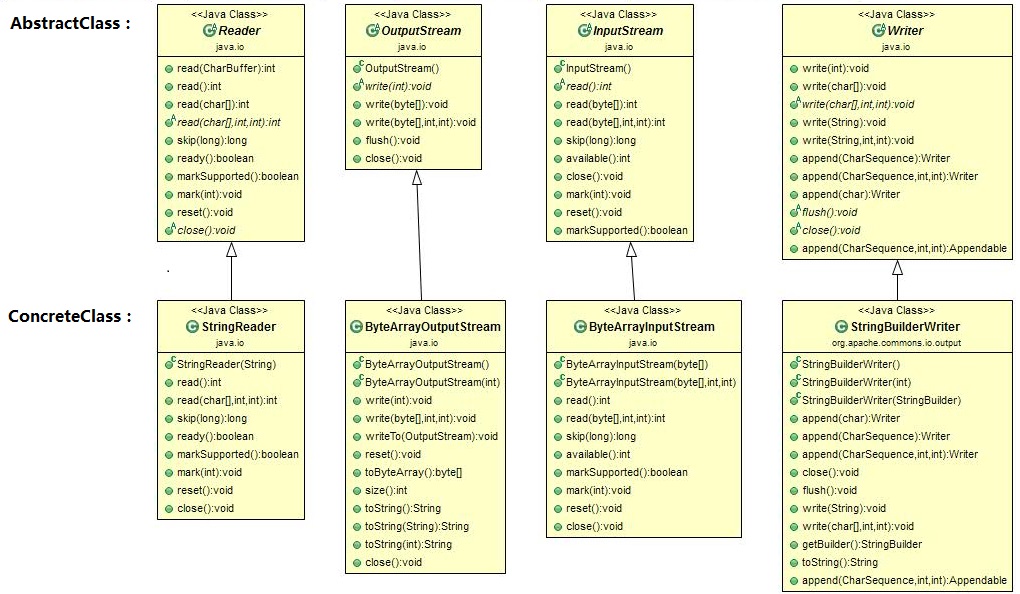 AbstractClass :
<<Java Class>>
Reader
java.io
read(CharBuffer):int
read():int
read(char[]):int
read(char[],int,int):int
skip(long):long
ready():boolean
markSupported():boolean
mark(int):void
reset():void
close():void
<<Java Class>>
OutputStream
java.io
OutputStream()
write(int):void
write(byte[]):void
write(byte[],int,int):void
flush():void
close():void
<<Java Class>>
InputStream
java.io
InputStream()
read():int
read(byte[]):int
read(byte[],int,int):int
skip(long):long
available():int
close():void
mark(int):void
reset():void
markSupported():boolean
<<Java Class>>
Writer
java.io
write(int):void
write(char[]):void
write(char[],int,int):void
write(String):void
write(String,int,int):void
append(CharSequence):Writer
append(CharSequence,int,int):Writer
append(char):Writer
flush():void
close():void
append(CharSequence,int,int):Appendable
ConcreteClass :
<<Java Class>>
StringReader
java.io
StringReader(String)
read():int
read(char[],int,int):int
skip(long):long
ready():boolean
markSupported():boolean
mark(int):void
reset():void
close():void
<<Java Class>>
ByteArrayOutputStream
java.io
ByteArrayOutputStream()
ByteArrayOutputStream(int)
write(int):void
write(byte[],int,int):void
writeTo(OutputStream):void
reset():void
toByteArray():byte[]
size():int
toString():String
toString(String):String
toString(int):String
close():void
<<Java Class>>
ByteArrayInputStream
java.io
ByteArrayInputStream(byte[])
ByteArrayInputStream(byte[],int,int)
read():int
read(byte[],int,int):int
skip(long):long
available():int
markSupported():boolean
mark(int):void
reset():void
close():void
<<Java Class>>
StringBuilderWriter
org.apache.commons.io.output
StringBuilderWriter()
StringBuilderWriter(int)
StringBuilderWriter(StringBuilder)
append(char):Writer
append(CharSequence):Writer
append(CharSequence,int,int):Writer
close():void
flush():void
write(String):void
write(char[],int,int):void
getBuilder():StringBuilder
toString():String
append(CharSequence,int,int):Appendable